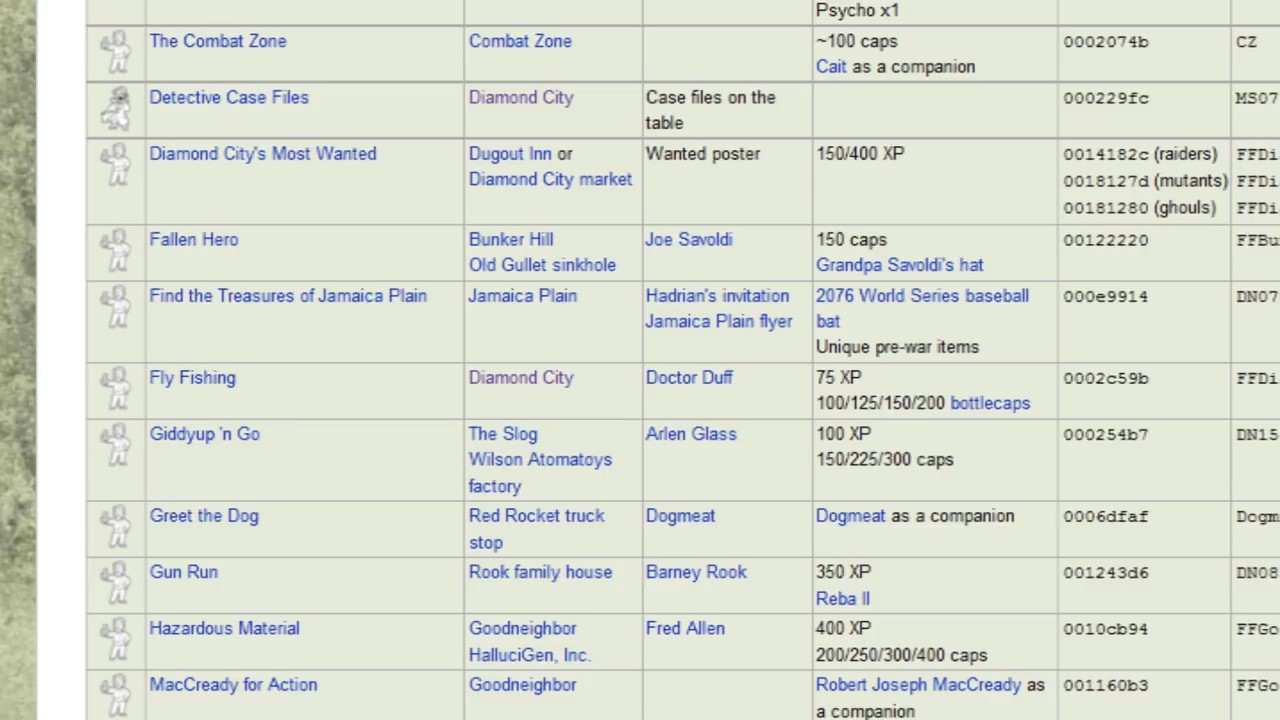 Psycho x1
The Combat Zone Combat Zone ~100 caps 0002074b CZ
Cait as a companion
Detective Case Files Diamond City Case files on the 000229fc MS07
table
Diamond City's Most Wanted Dugout Inn or Wanted poster 150/400 XP 0014182c (raiders) FFDi
Diamond City market 0018127d (mutants) FFDi
00181280 (ghouls) FFDi
Fallen Hero Bunker Hill Joe Savoldi 150 caps 00122220 FFBu
Old Gullet sinkhole Grandpa Savoldi's hat
Find the Treasures of Jamaica Plain Jamaica Plain Hadrian's invitation 2076 World Series baseball 000e9914 DN07
Jamaica Plain flyer bat
Unique pre-war items
Fly Fishing Diamond City Doctor Duff 75 XP 0002c59b FFDi
100/125/150/200 bottlecaps
Giddyup 'n Go The Slog Arlen Glass 100 XP 000254b7 DN15
Wilson Atomatoys 150/225/300 caps
factory
Greet the Dog Red Rocket truck Dogmeat Dogmeat as a companion 0006dfaf Dogm
stop
Gun Run Rook family house Barney Rook 350 XP 001243d6 DN08
Reba II
Hazardous Material Goodneighbor Fred Allen 400 XP 0010cb94 FFGo
HalluciGen, Inc. 200/250/300/400 caps
MacCready for Action Goodneighbor Robert Joseph MacCready as 001160b3 FFGo
a companion